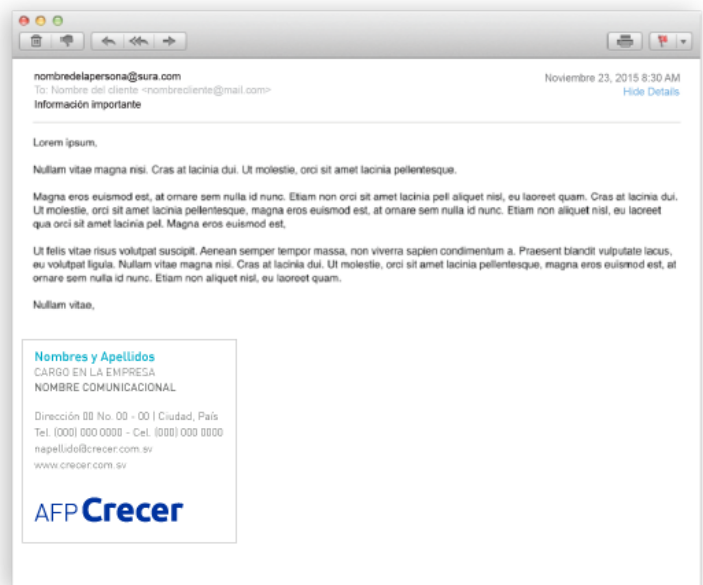 nombredelapersona@sura.com
Noviembre 23, 2015 8:30 AM
To: Nombre del cliente <nombrecliente@mail.com>
Hide Details
Información importante
Lorem ipsum,
Nullam vitae magna nisi. Cras at lacinia dui. Ut molestie, orci sit amet lacinia pellentesque.
Magna eros euismod est, at ornare sem nulla id nunc. Etiam non orci sit amet lacinia pell aliquet nisl, eu laoreet quam. Cras at lacinia dui.
Ut molestie, orci sit amet lacinia pellentesque, magna eros euismod est, at ornare sem nulla id nunc. Etiam non aliquet nisl, eu laoreet
qua orci sit amet lacinia pel. Magna eros euismod est,
Ut felis vitae risus volutpat suscipit. Aenean semper tempor massa, non viverra sapien condimentum a. Praesent blandit vulputate lacus,
eu volutpat ligula. Nullam vitae magna nisi. Cras at lacinia dui. Ut molestie, orci sit amet lacinia pellentesque, magna eros euismod est, at
ornare sem nulla id nunc. Etiam non aliquet nisl, eu laoreet quam.
Nullam vitae,
Nombres y Apellidos
CARGO EN LA EMPRESA
NOMBRE COMUNICACIONAL
Dirección 00 No. 00 - 00 | Ciudad, País
Tel. (000) 000 0000 - Cel. (000) 000 0000
napellido@crecer.com.sv
www.crecer.com.sv
AFP Crecer